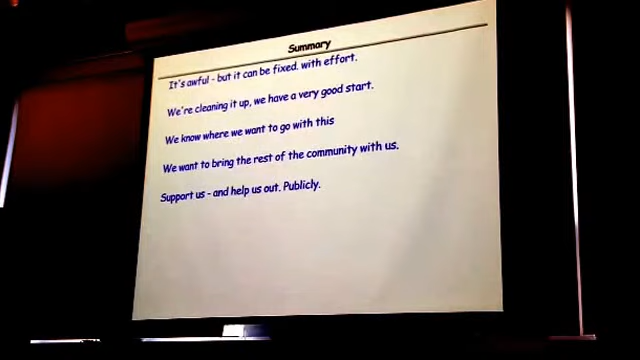 Summary
It's awful - but it can be fixed. with effort.
We're cleaning it up, we have a very good start.
We know where we want to go with this
We want to bring the rest of the community with us.
Support us - and help us out. Publicly.